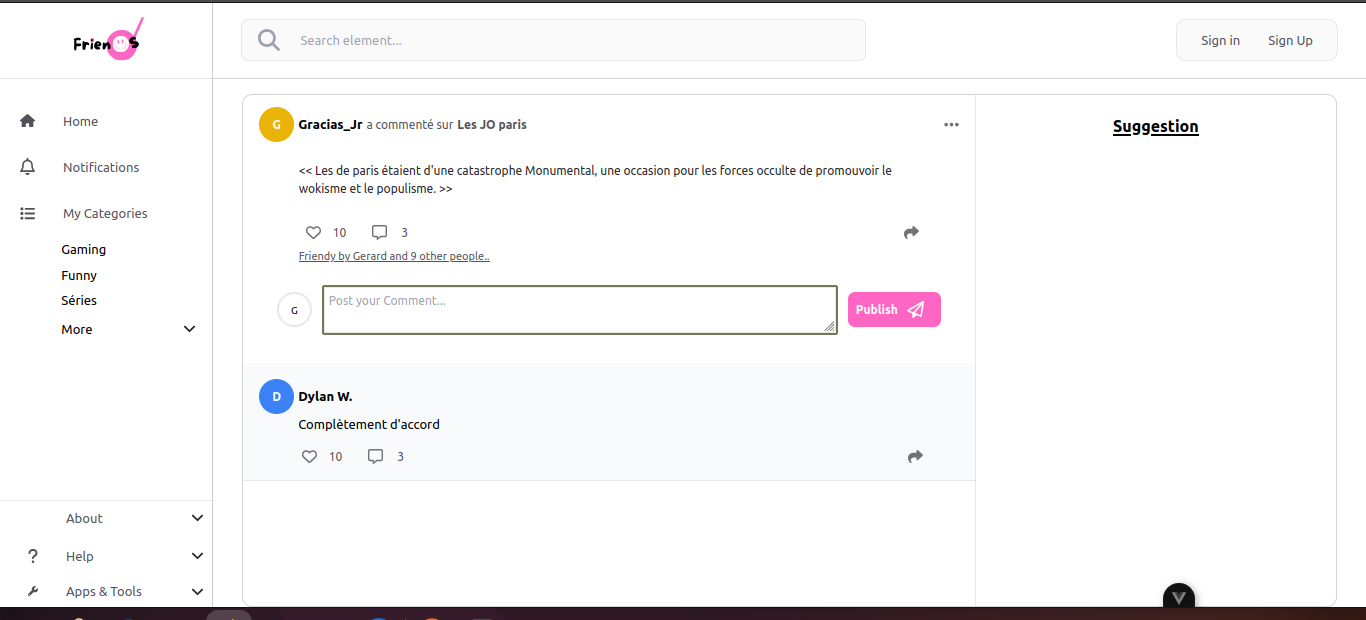 FrienDS
Search element...
Sign in
Sign Up
Home
Notifications
My Categories
Gaming
Funny
Séries
More
About
? Help
Apps & Tools
G
Gracias_Jr a commenté sur Les JO paris
<< Les de paris étaient d'une catastrophe Monumental, une occasion pour les forces occulte de promouvoir le
wokisme et le populisme. >>
10
3
Friendy by Gerard and 9 other people..
G
Post your Comment...
Publish
D
Dylan W.
Complètement d'accord
10
3
Suggestion